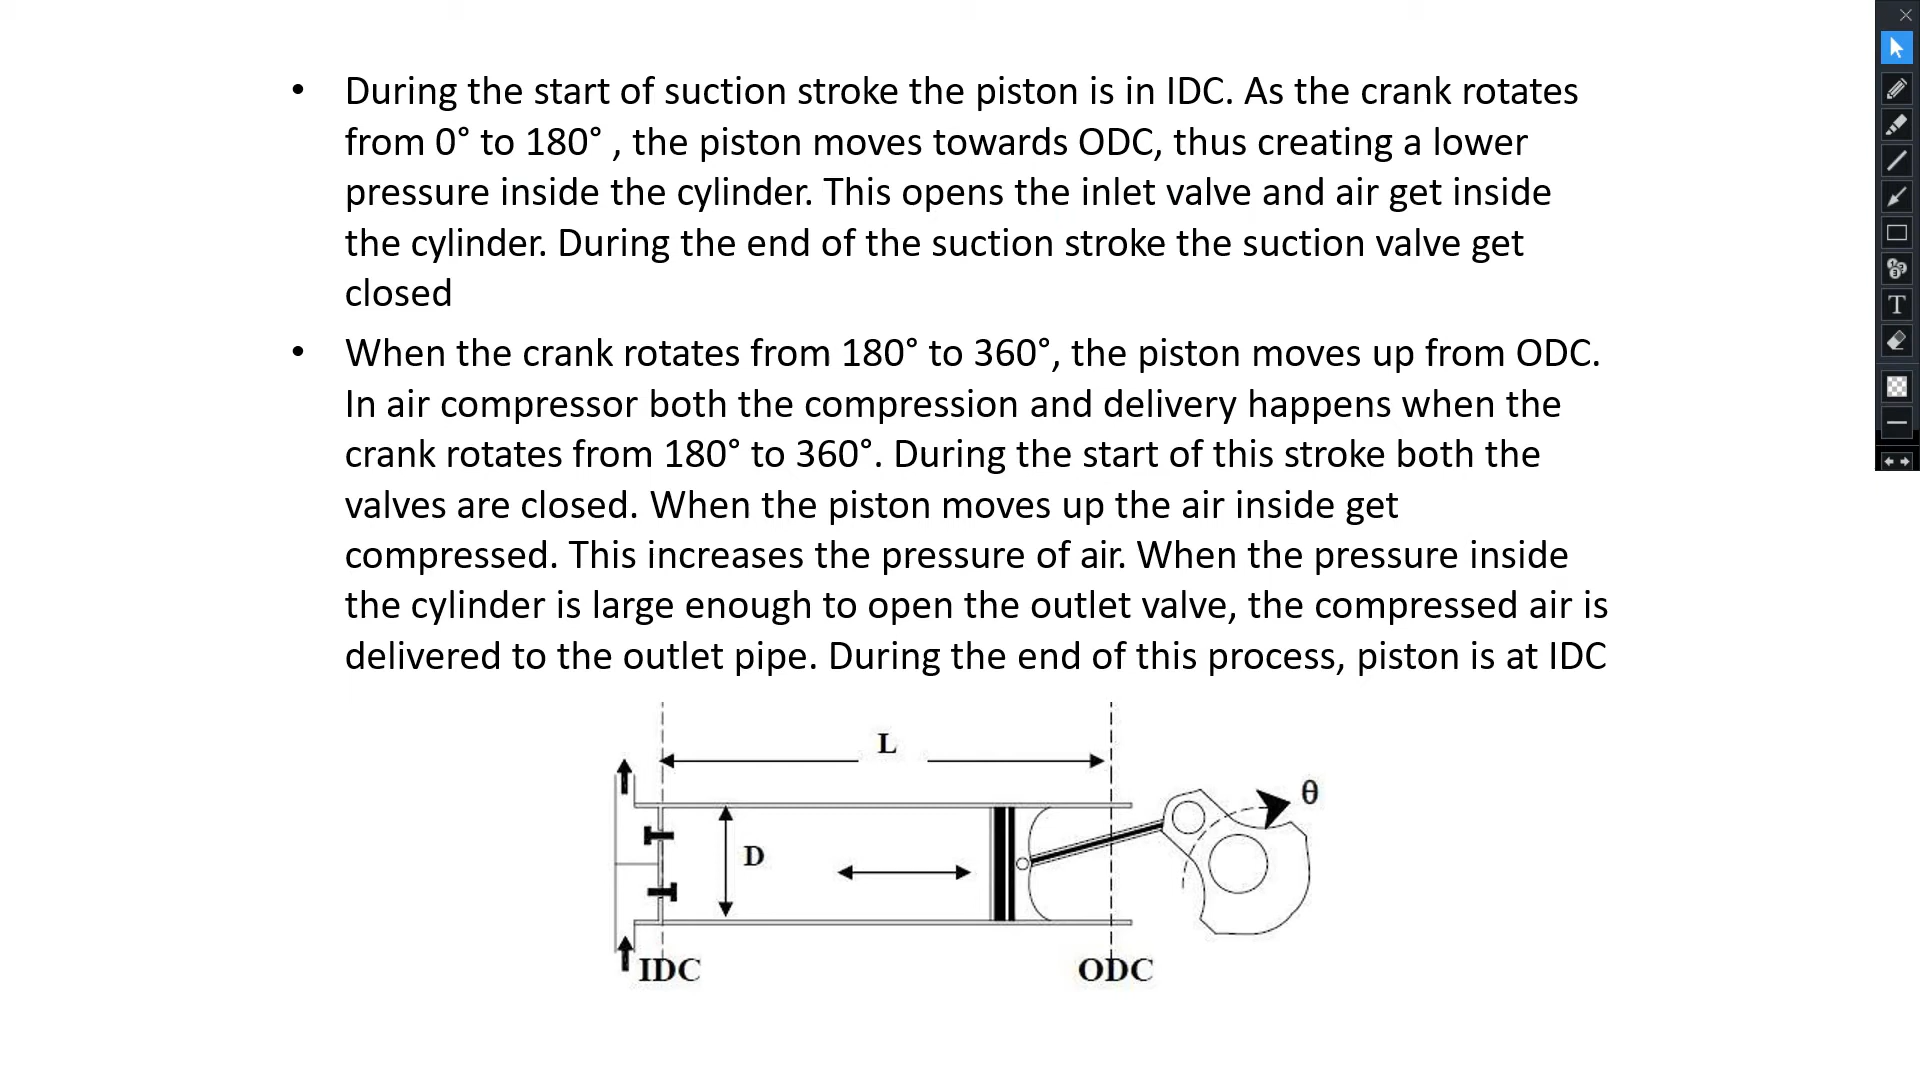 • During the start of suction stroke the piston is in IDC. As the crank rotates
from 0° to 180° , the piston moves towards ODC, thus creating a lower
pressure inside the cylinder. This opens the inlet valve and air get inside
the cylinder. During the end of the suction stroke the suction valve get
closed
• When the crank rotates from 180° to 360°, the piston moves up from ODC.
In air compressor both the compression and delivery happens when the
crank rotates from 180° to 360°. During the start of this stroke both the
valves are closed. When the piston moves up the air inside get
compressed. This increases the pressure of air. When the pressure inside
the cylinder is large enough to open the outlet valve, the compressed air is
delivered to the outlet pipe. During the end of this process, piston is at IDC
L
θ
D
IDC
ODC
T